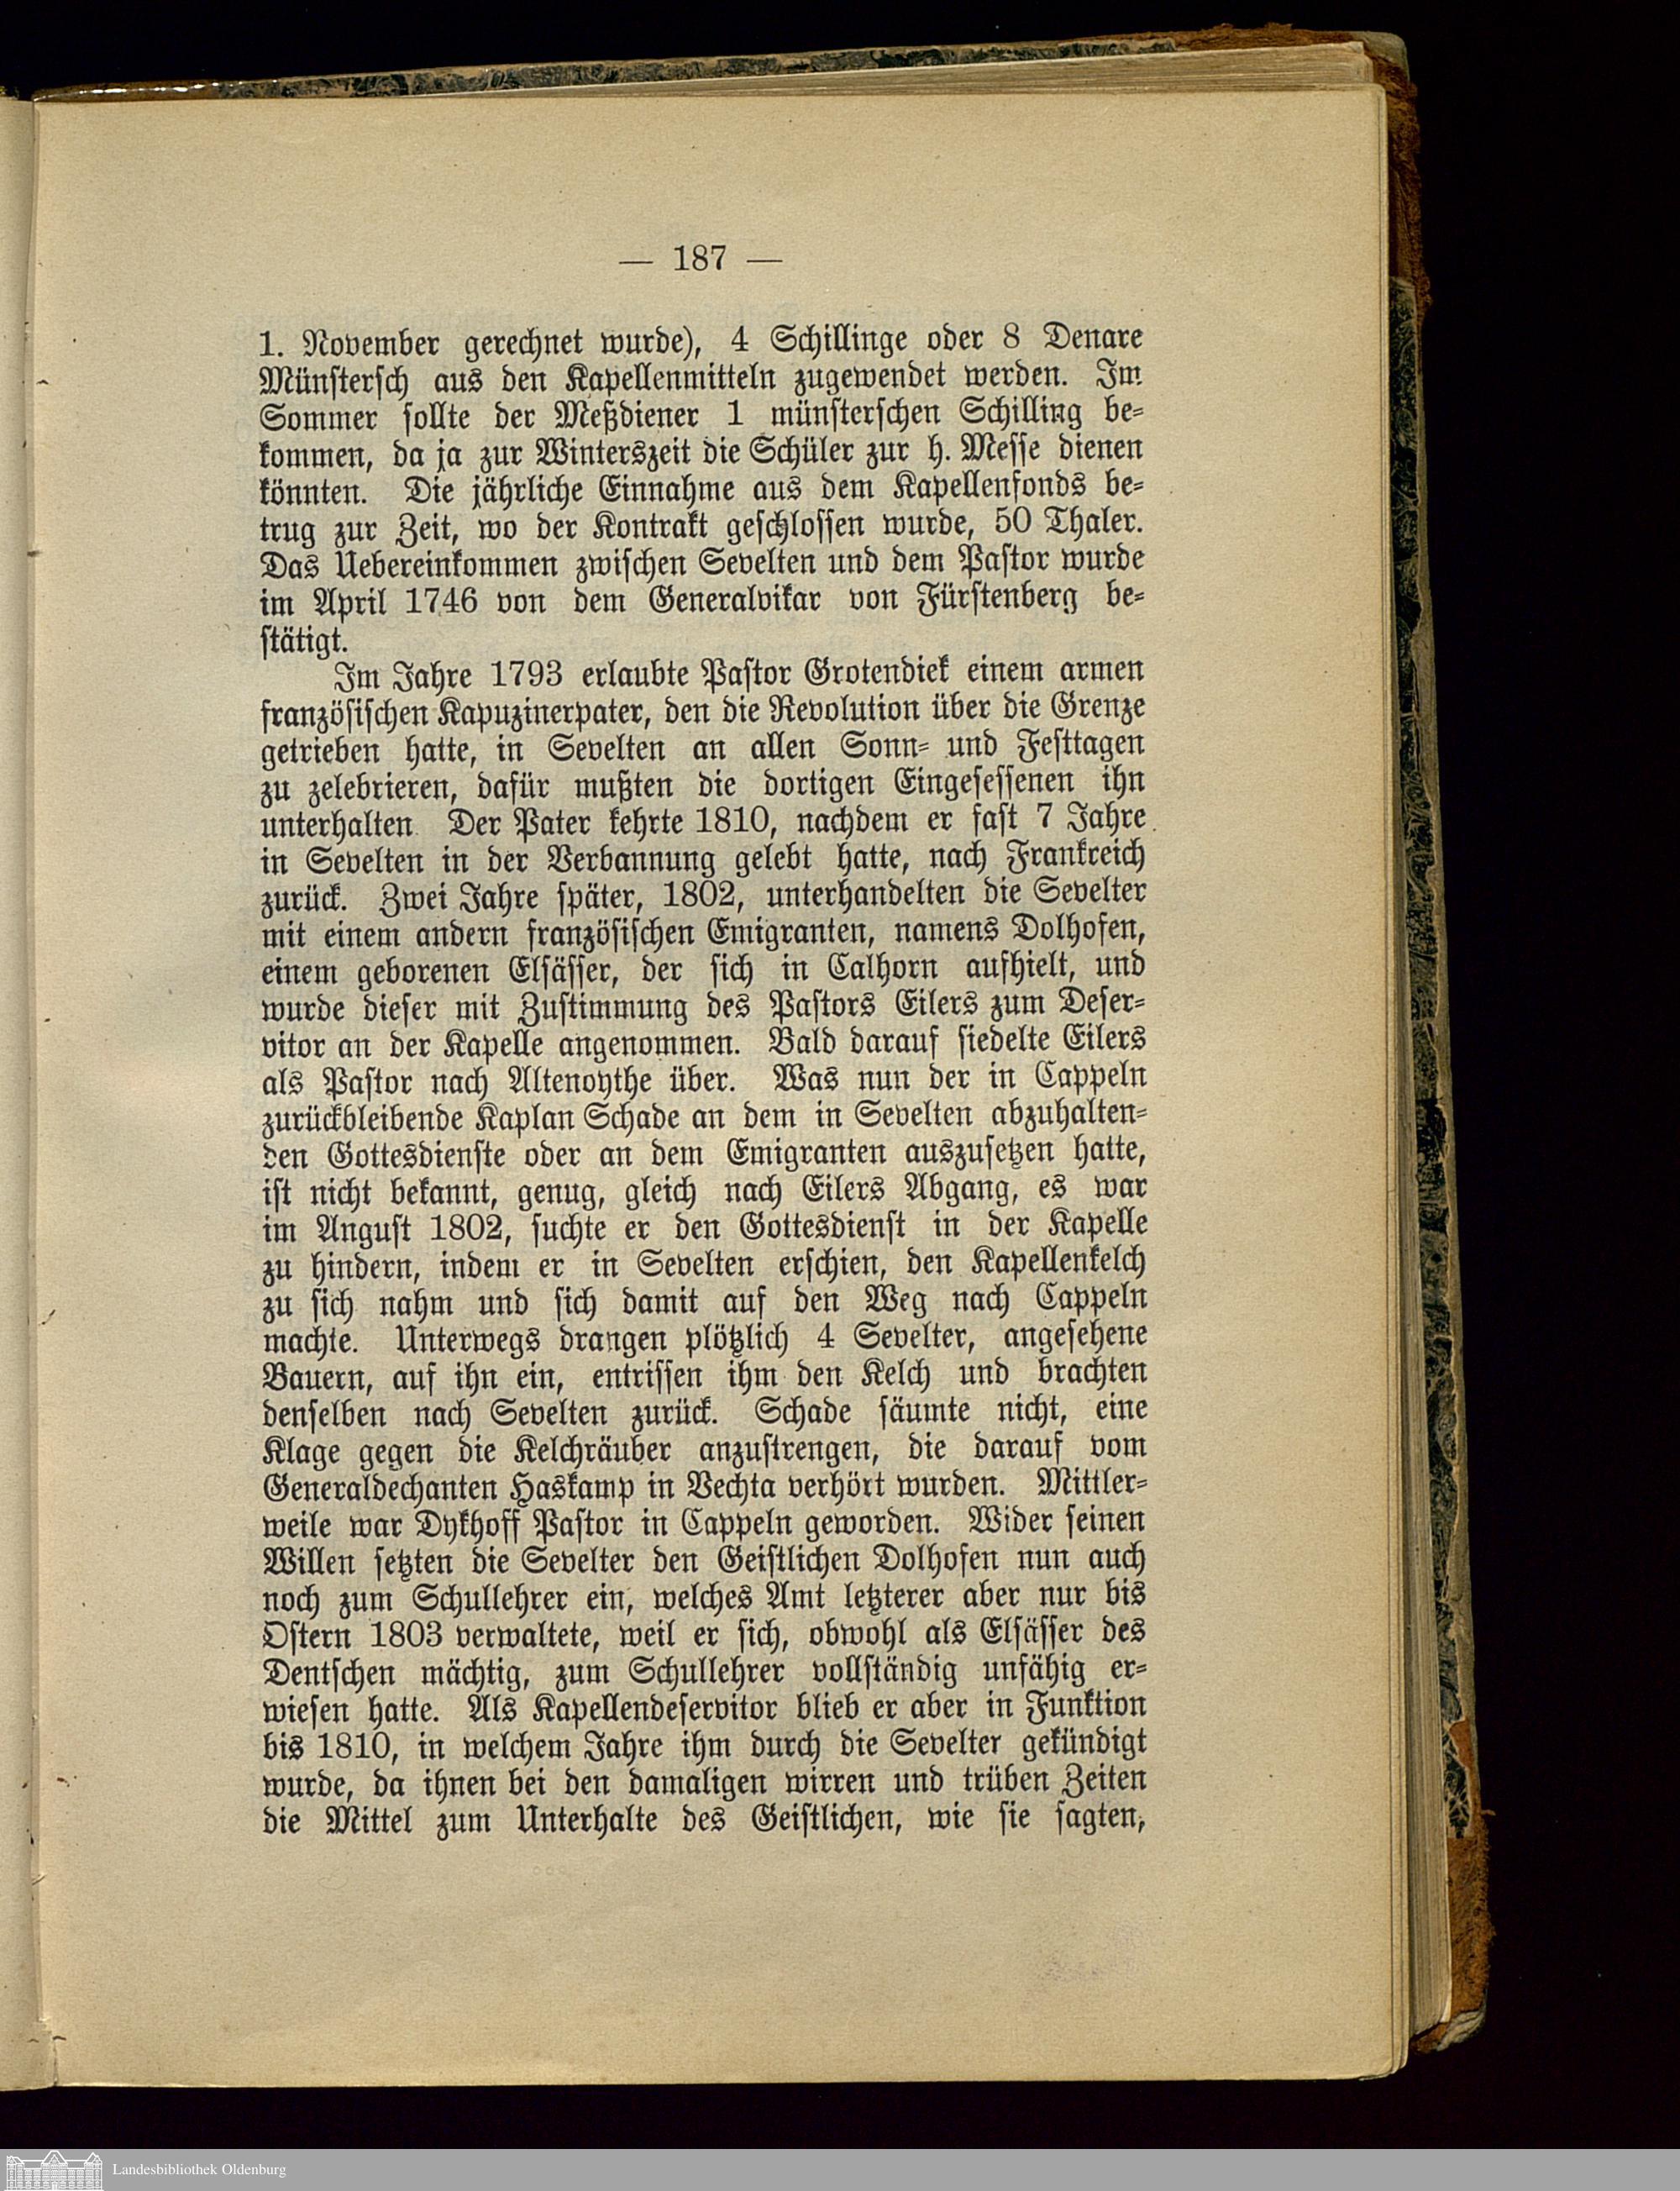 — 187 —
1. November gerechnet wurde), 4 Schillinge oder 8 Denare
Münstersch aus den Kapellenmitteln zugewendet werden. Im
Sommer sollte der Meßdiener 1 münsterschen Schilling be-
kommen, da ja zur Winterszeit die Schüler zur h. Messe dienen
könnten. Die jährliche Einnahme aus dem Kapellenfonds be-
trug zur Zeit, wo der Kontrakt geschlossen wurde, 50 Thaler.
Das Uebereinkommen zwischen Sevelten und dem Pastor wurde
im April 1746 von dem Generalvikar von Fürstenberg be-
stätigt.
Im Jahre 1793 erlaubte Pastor Grotendiek einem armen
französischen Kapuzinerpater, den die Revolution über die Grenze
getrieben hatte, in Sevelten an allen Sonn- und Festtagen
zu zelebrieren, dafür mußten die dortigen Eingesessenen ihn
unterhalten Der Pater kehrte 1810, nachdem er fast 7 Jahre
in Sevelten in der Verbannung gelebt hatte, nach Frankreich
zurück. Zwei Jahre später, 1802, unterhandelten die Sevelter
mit einem andern französischen Emigranten, namens Dolhofen,
einem geborenen Elsässer, der sich in Calhorn aufhielt, und
wurde dieser mit Zustimmung des Pastors Eilers zum Deser-
vitor an der Kapelle angenommen. Bald darauf siedelte Eilers
als Pastor nach Altenoythe über. Was nun der in Cappeln
zurückbleibende Kaplan Schade an dem in Sevelten abzuhalten-
den Gottesdienste oder an dem Emigranten auszusetzen hatte,
ist nicht bekannt, genug, gleich nach Eilers Abgang, es war
im Angust 1802, suchte er den Gottesdienst in der Kapelle
zu hindern, indem er in Sevelten erschien, den Kapellenkelch
zu sich nahm und sich damit auf den Weg nach Cappeln
machte. Unterwegs drangen plötzlich 4 Sevelter, angesehene
Bauern, auf ihn ein, entrissen ihm den Kelch und brachten
denselben nach Sevelten zurück. Schade säumte nicht, eine
Klage gegen die Kelchräuber anzustrengen, die darauf vom
Generaldechanten Haskamp in Vechta verhört wurden. Mittler-
weile war Dykhoff Pastor in Cappeln geworden. Wider seinen
Willen setzten die Sevelter den Geistlichen Dolhofen nun auch
noch zum Schullehrer ein, welches Amt letzterer aber nur bis
Ostern 1803 verwaltete, weil er sich, obwohl als Elsässer des
Dentschen mächtig, zum Schullehrer vollständig unfähig er-
wiesen hatte. Als Kapellendeservitor blieb er aber in Funktion
bis 1810, in welchem Jahre ihm durch die Sevelter gekündigt
wurde, da ihnen bei den damaligen wirren und trüben Zeiten
die Mittel zum Unterhalte des Geistlichen, wie sie sagten,
Landesbibliothek Oldenburg